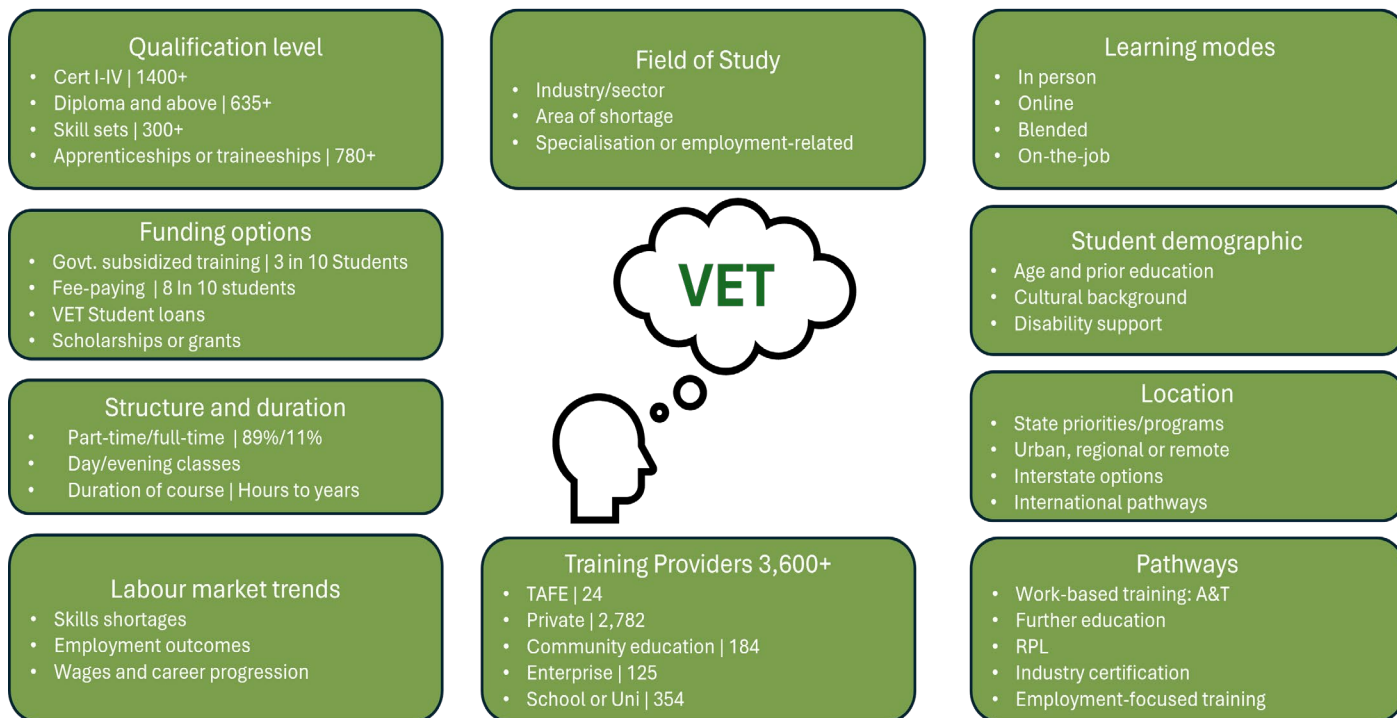 Qualification level
• Cert I-IV | 1400+
• Diploma and above | 635+
• Skill sets | 300+
• Apprenticeships or traineeships | 780+
Funding options
• Govt. subsidized training | 3 in 10 Students
• Fee-paying | 8 In 10 students
• VET Student loans
• Scholarships or grants
Structure and duration
• Part-time/full-time | 89%/11%
• Day/evening classes
• Duration of course | Hours to years
Labour market trends
• Skills shortages
• Employment outcomes
• Wages and career progression
Field of Study
• Industry/sector
• Area of shortage
• Specialisation or employment-related
VET
Training Providers 3,600+
• TAFE | 24
• Private | 2,782
• Community education | 184
• Enterprise | 125
• School or Uni | 354
Learning modes
• In person
• Online
• Blended
• On-the-job
Student demographic
• Age and prior education
• Cultural background
• Disability support
Location
• State priorities/programs
• Urban, regional or remote
• Interstate options
• International pathways
Pathways
• Work-based training: A&T
• Further education
• RPL
• Industry certification
• Employment-focused training